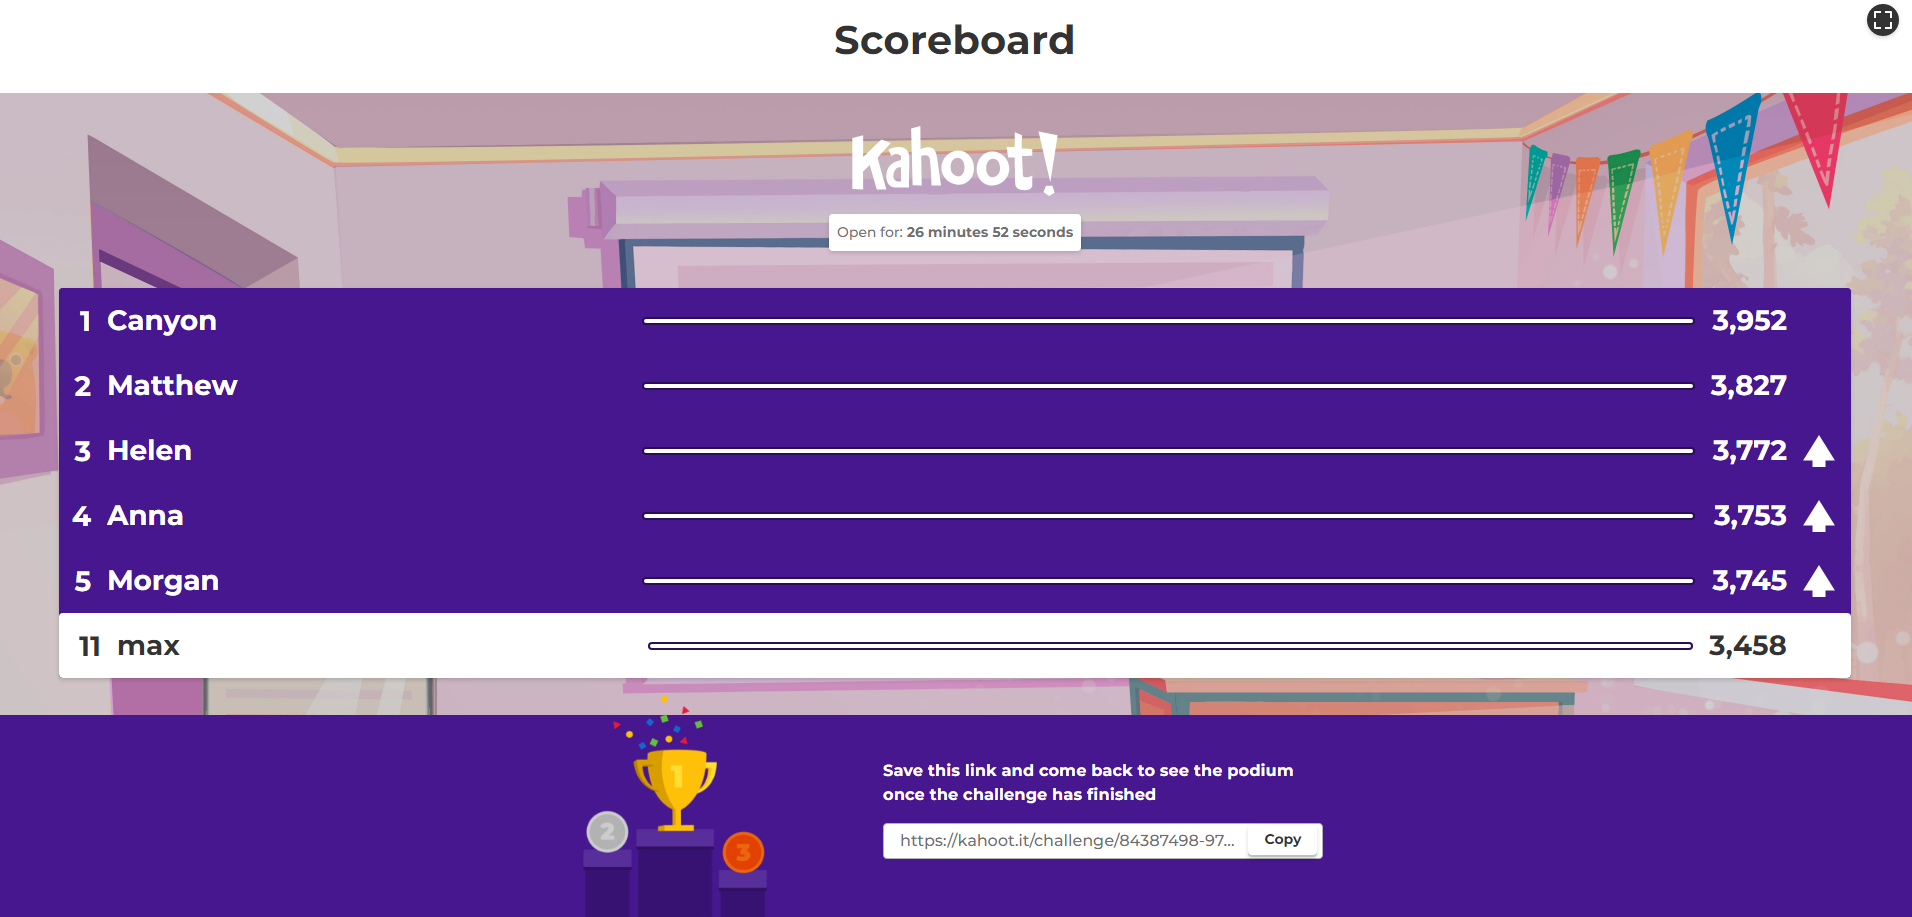 Scoreboard
Kahoot!
Open for: 26 minutes 52 seconds
1 Canyon 3,952
2 Matthew 3,827
3 Helen 3,772
4 Anna 3,753
5 Morgan 3,745
11 max 3,458
1
2
3
Save this link and come back to see the podium
once the challenge has finished
https://kahoot.it/challenge/84387498-97... Copy